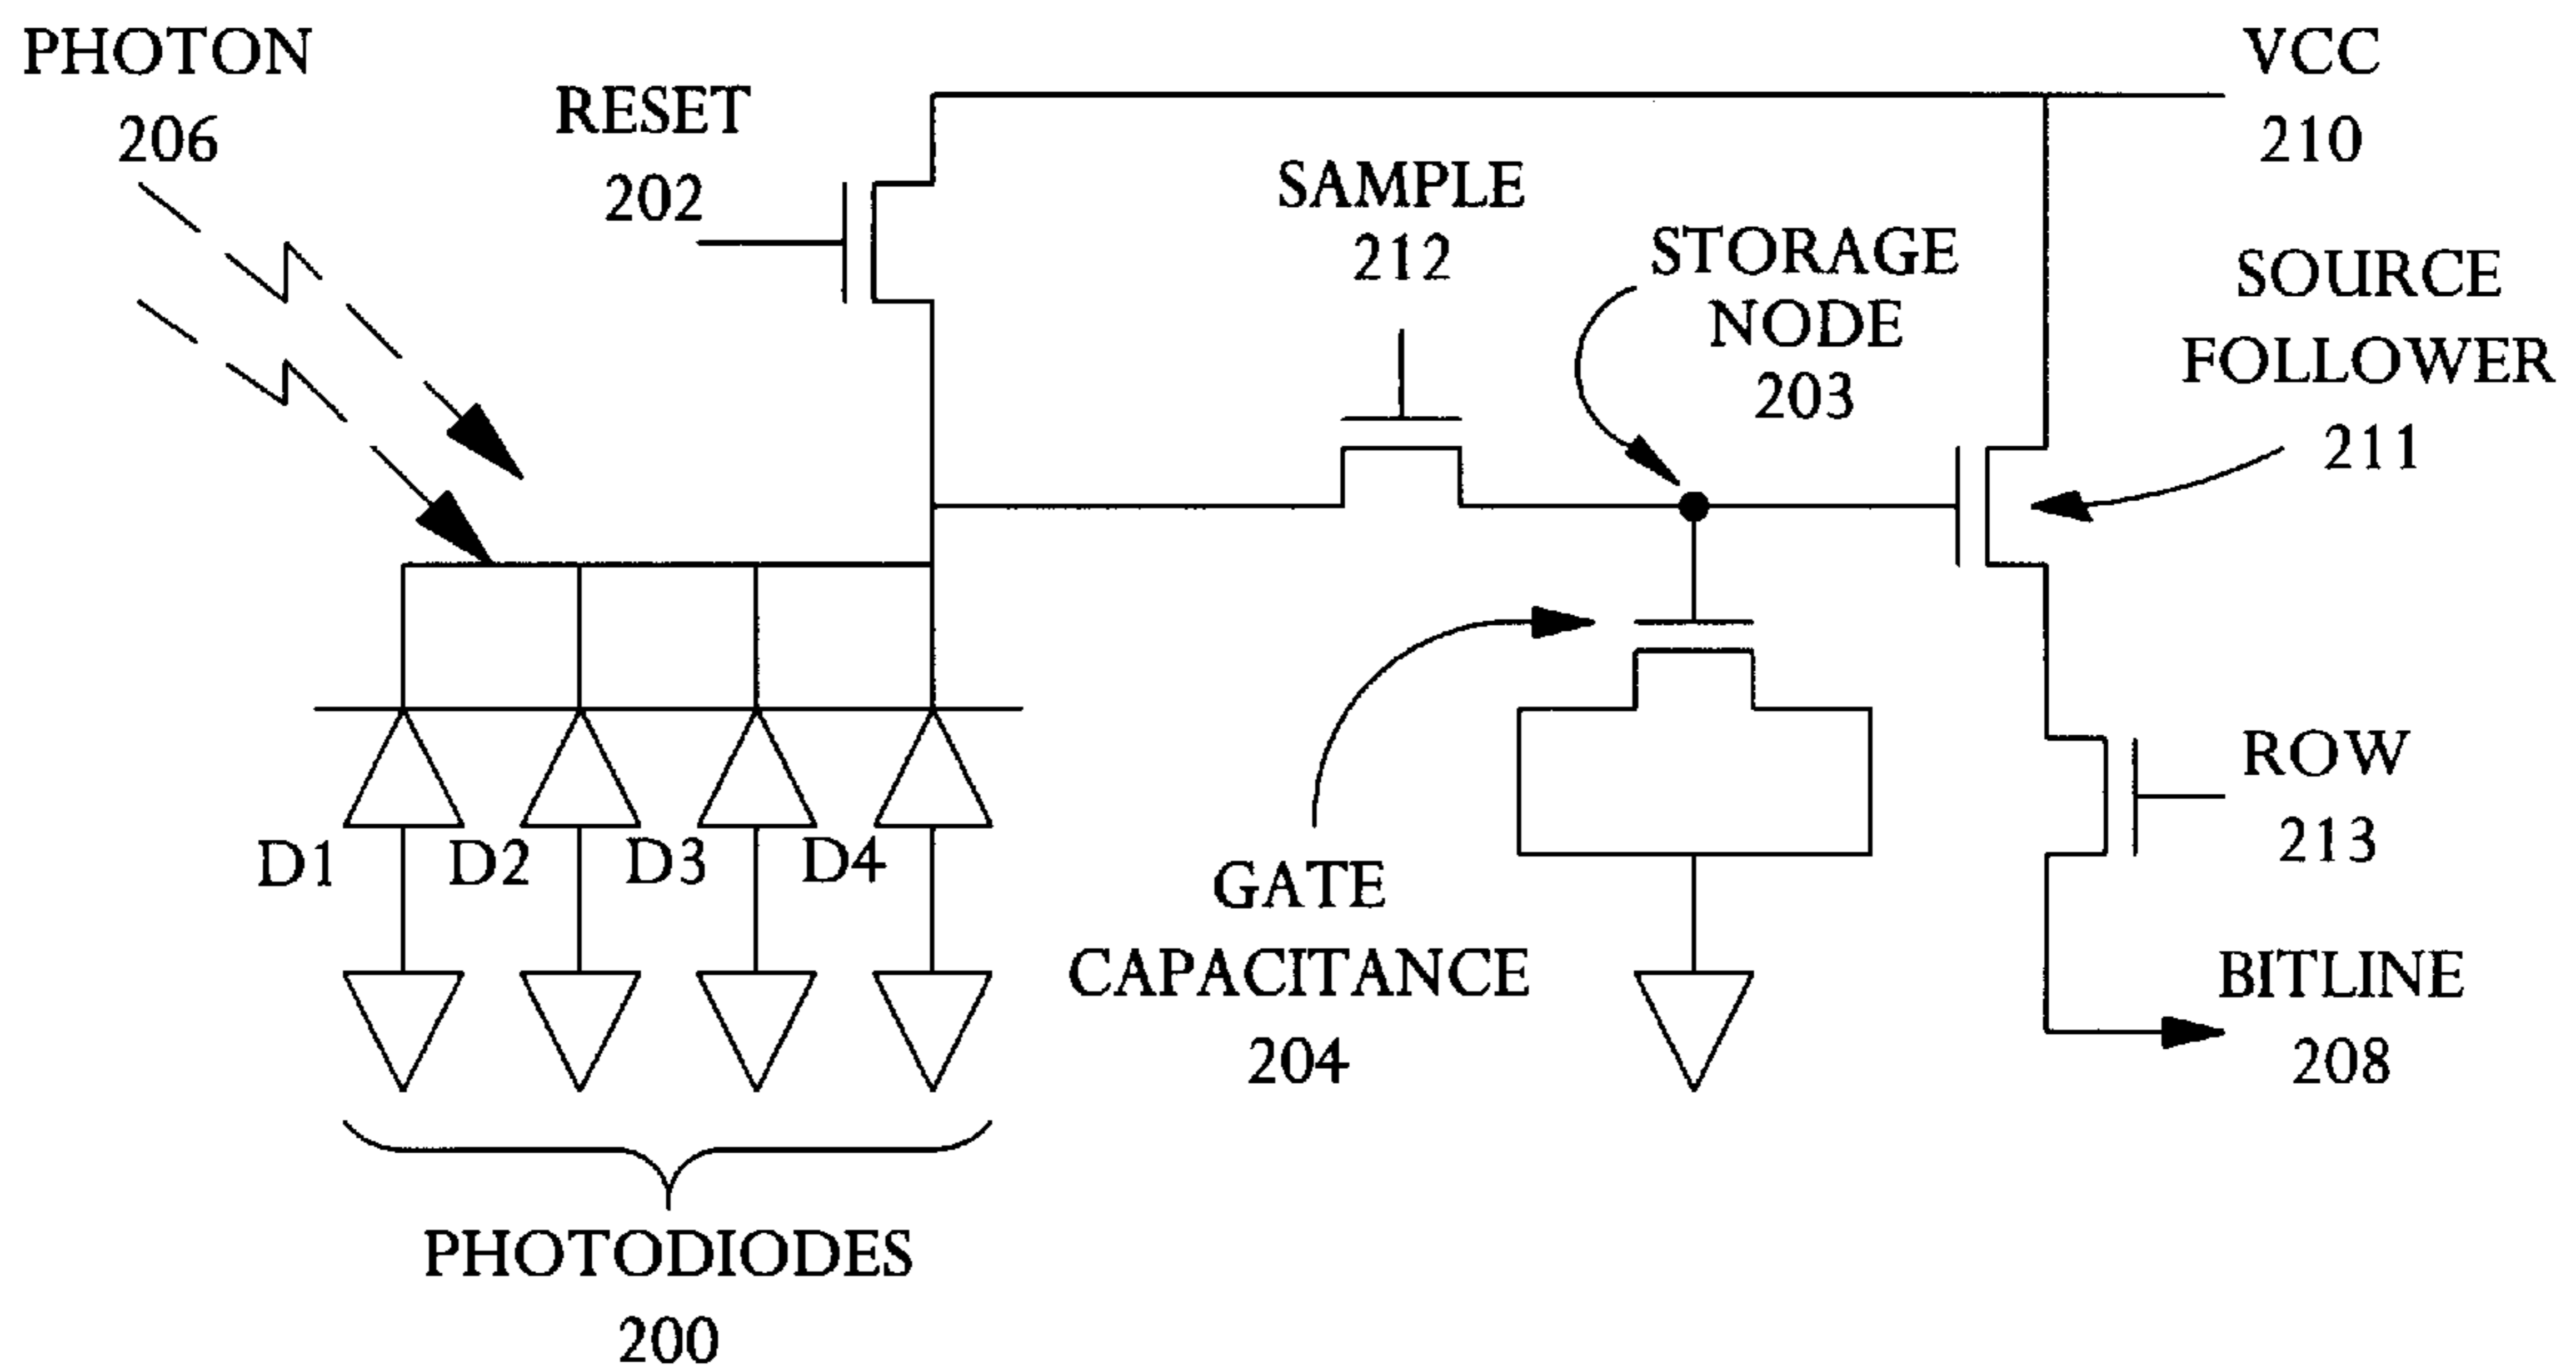 PHOTON
206
RESET
202
SAMPLE
212
STORAGE
NODE
203
VCC
210
SOURCE
FOLLOWER
211
D1
D2
D3
D4
GATE
CAPACITANCE
204
ROW
213
BITLINE
208
PHOTODIODES
200